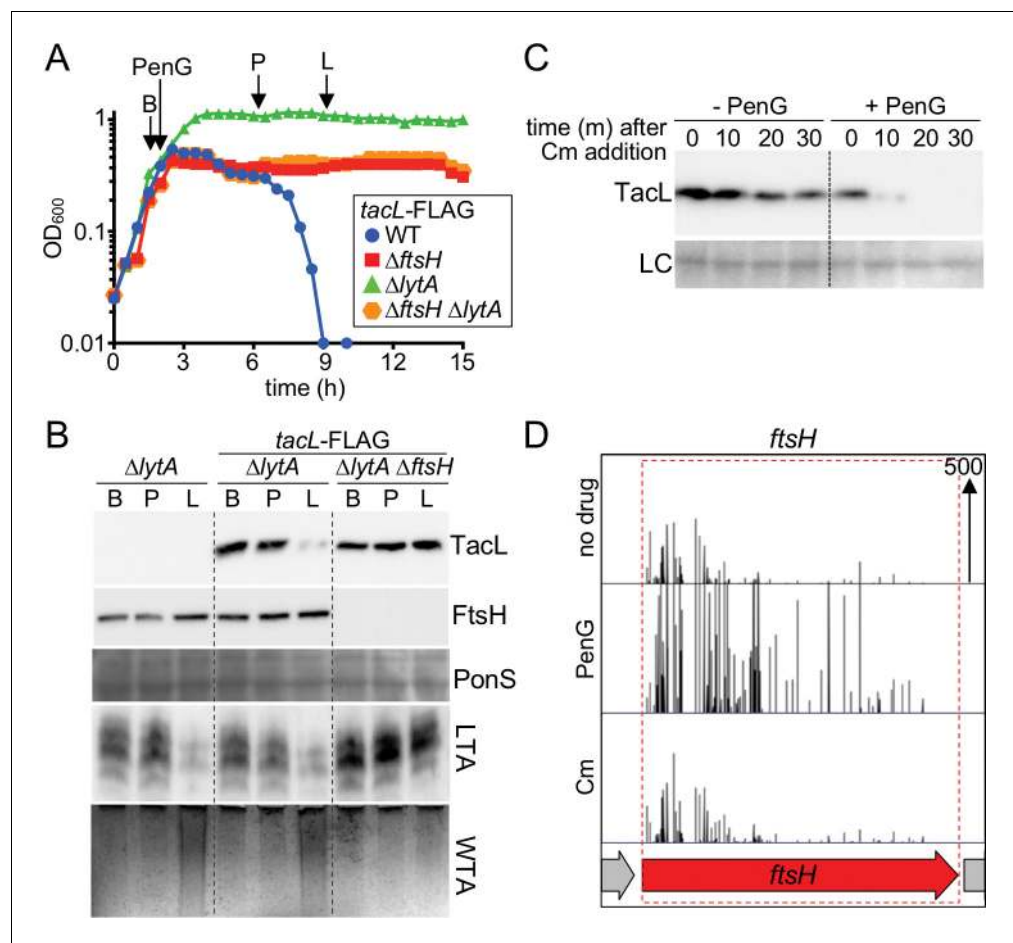 A
B
PenG
P
L
1
0.1
0.01
OD600
0
3
6
9
12
15
time (h)
tacL-FLAG
WT
ΔftsH
ΔlytA
ΔftsH ΔlytA
C
- PenG
+ PenG
time (m) after
Cm addition
0 10 20 30 0 10 20 30
TacL
LC
B
tacL-FLAG
ΔlytA ΔlytA ΔlytA ΔftsH
B P L B P L B P L
TacL
FtsH
PonS
LTA
WTA
D
ftsH
500
no drug
PenG
Cm
ftsH